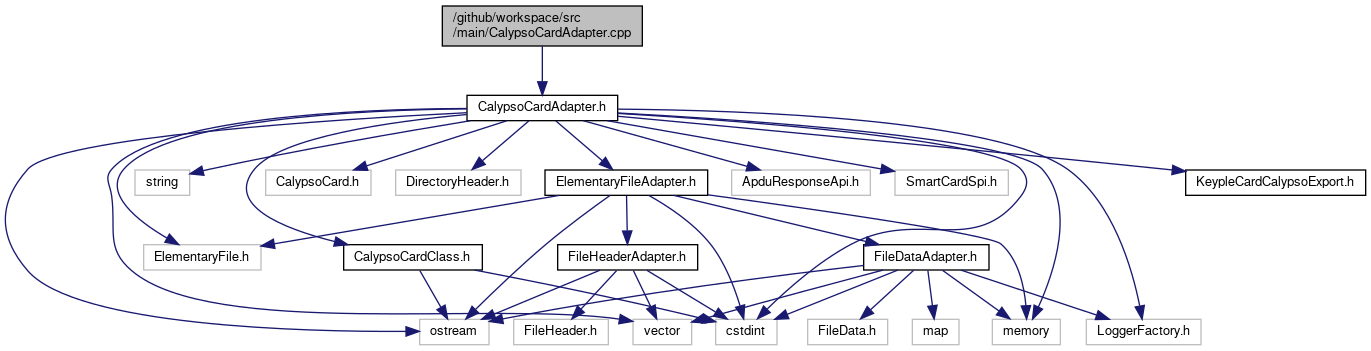 /github/workspace/src
/main/CalypsoCardAdapter.cpp
CalypsoCardAdapter.h
string
CalypsoCard.h
DirectoryHeader.h
ElementaryFileAdapter.h
ApduResponseApi.h
SmartCardSpi.h
KeypleCardCalypsoExport.h
ElementaryFile.h
CalypsoCardClass.h
FileHeaderAdapter.h
FileDataAdapter.h
ostream
FileHeader.h
vector
cstdint
FileData.h
map
memory
LoggerFactory.h